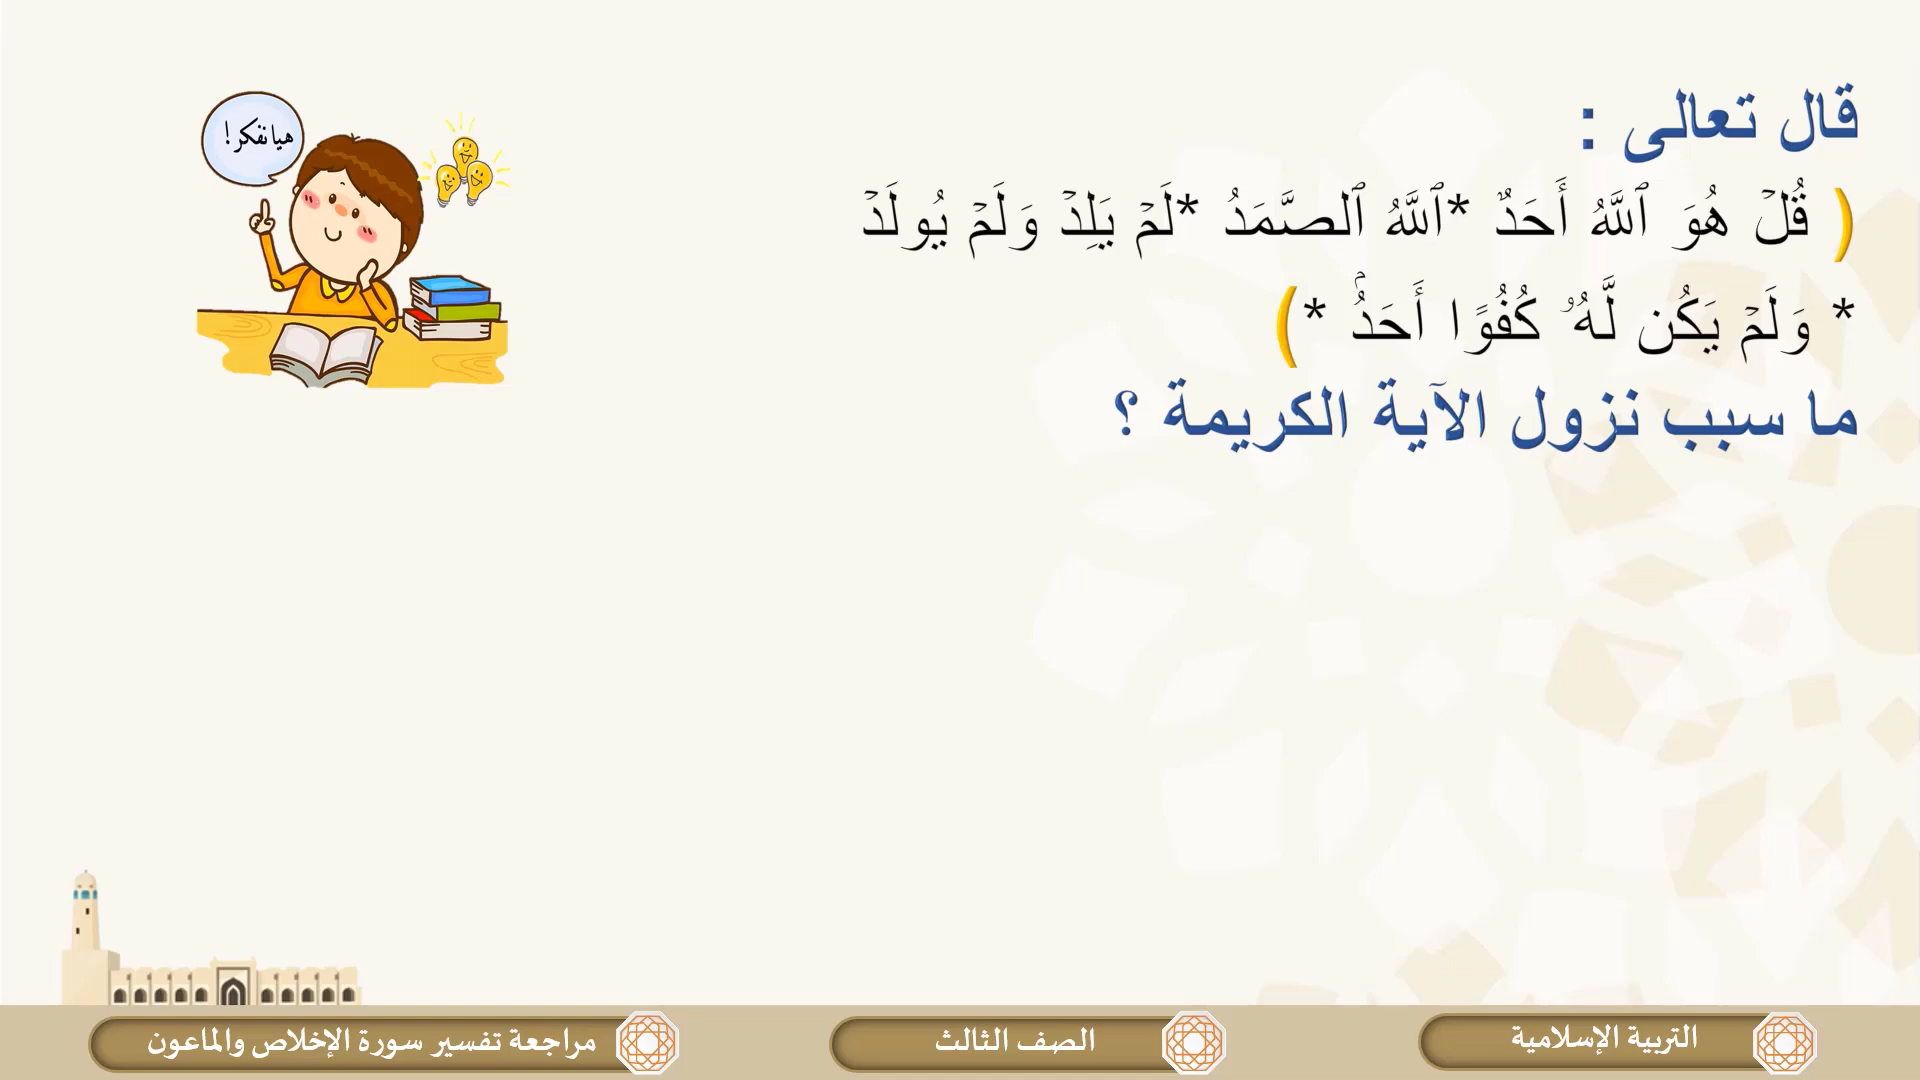 قال تعالى :
( قُلۡ هُوَ ٱللَّهُ أَحَدٌ *ٱللَّهُ ٱلصَّمَدُ *لَمۡ يَلِدۡ وَلَمۡ يُولَدۡ
* وَلَمۡ يَكُن لَّهُۥ كُفُوًا أَحَدُۢ *)
ما سبب نزول الآية الكريمة ؟
هيا نفكر!
التربية الإسلامية
الصف الثالث
مراجعة تفسير سورة الإخلاص والماعون